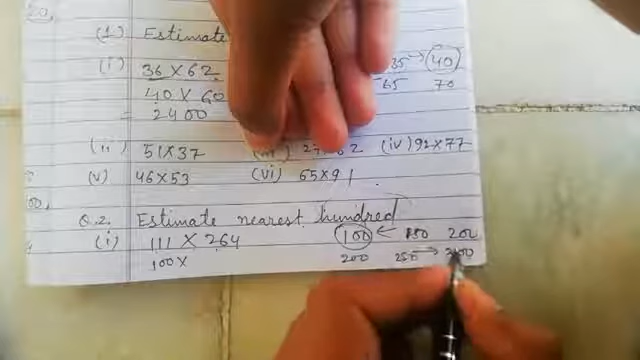 (1) Estimate
(i) 36 × 62 35 → 40
40 × 60 65 70
= 2400
(ii) 51×37 (iv) 92×77
(v) 46×53 (vi) 65×91
Q.2. Estimate nearest hundred
(i) 111 × 264 100 ← 150 200
100× 200 250 →